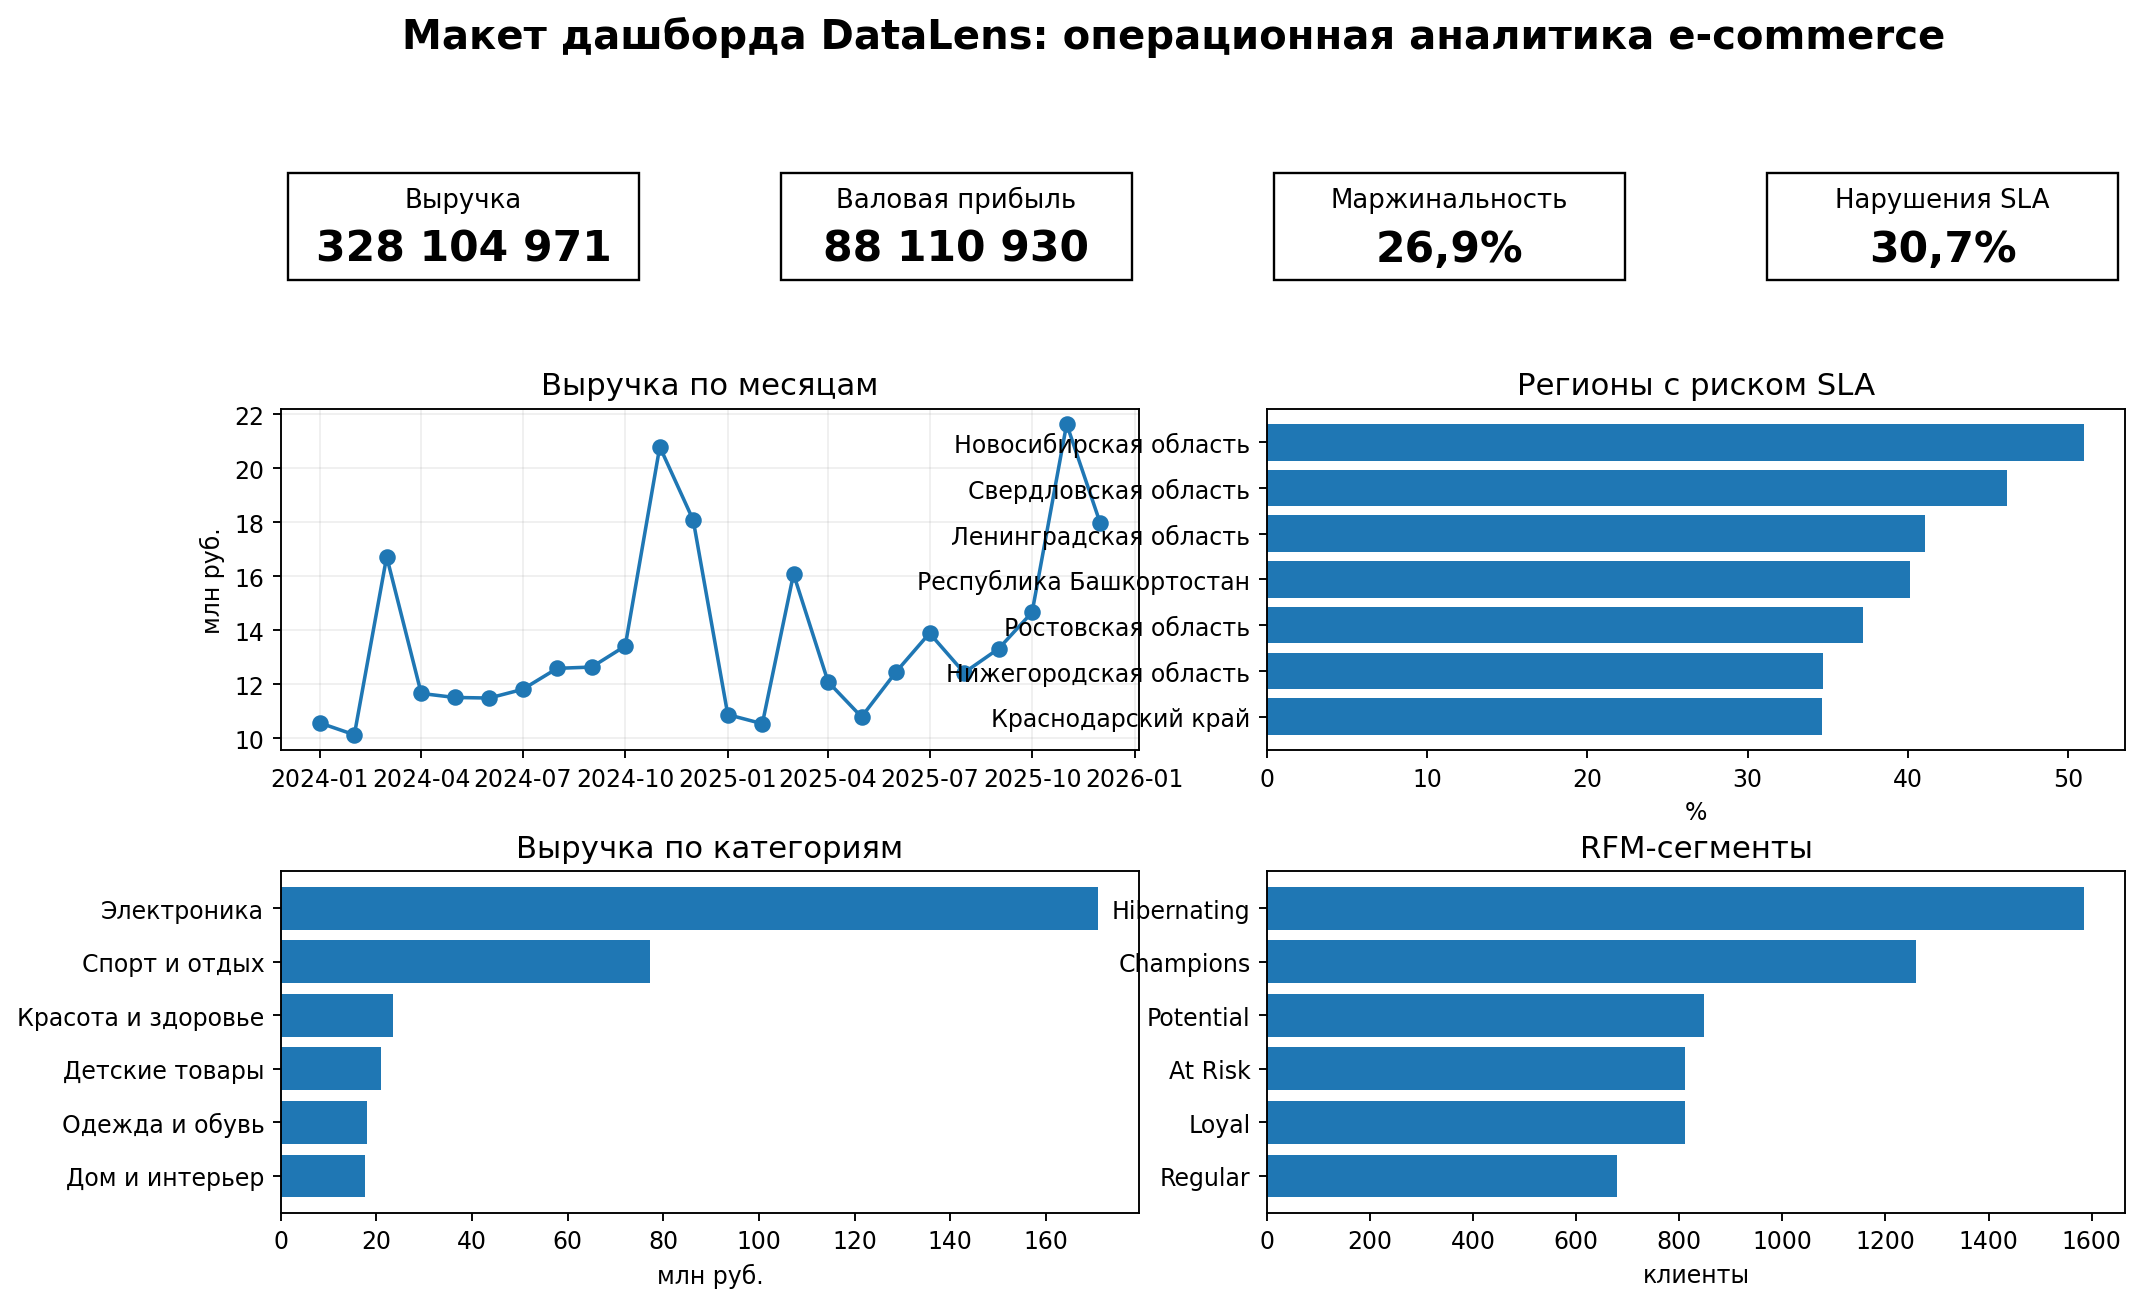 Макет дашборда DataLens: операционная аналитика e-commerce
Выручка
328 104 971
Валовая прибыль
88 110 930
Маржинальность
26,9%
Нарушения SLA
30,7%
Выручка по месяцам
млн руб.
22
20
18
16
14
12
10
2024-01 2024-04 2024-07 2024-10 2025-01 2025-04 2025-07 2025-10 2026-01
Регионы с риском SLA
Новосибирская область
Свердловская область
Ленинградская область
Республика Башкортостан
Ростовская область
Нижегородская область
Краснодарский край
0 10 20 30 40 50
%
Выручка по категориям
Электроника
Спорт и отдых
Красота и здоровье
Детские товары
Одежда и обувь
Дом и интерьер
0 20 40 60 80 100 120 140 160
млн руб.
RFM-сегменты
Hibernating
Champions
Potential
At Risk
Loyal
Regular
0 200 400 600 800 1000 1200 1400 1600
клиенты